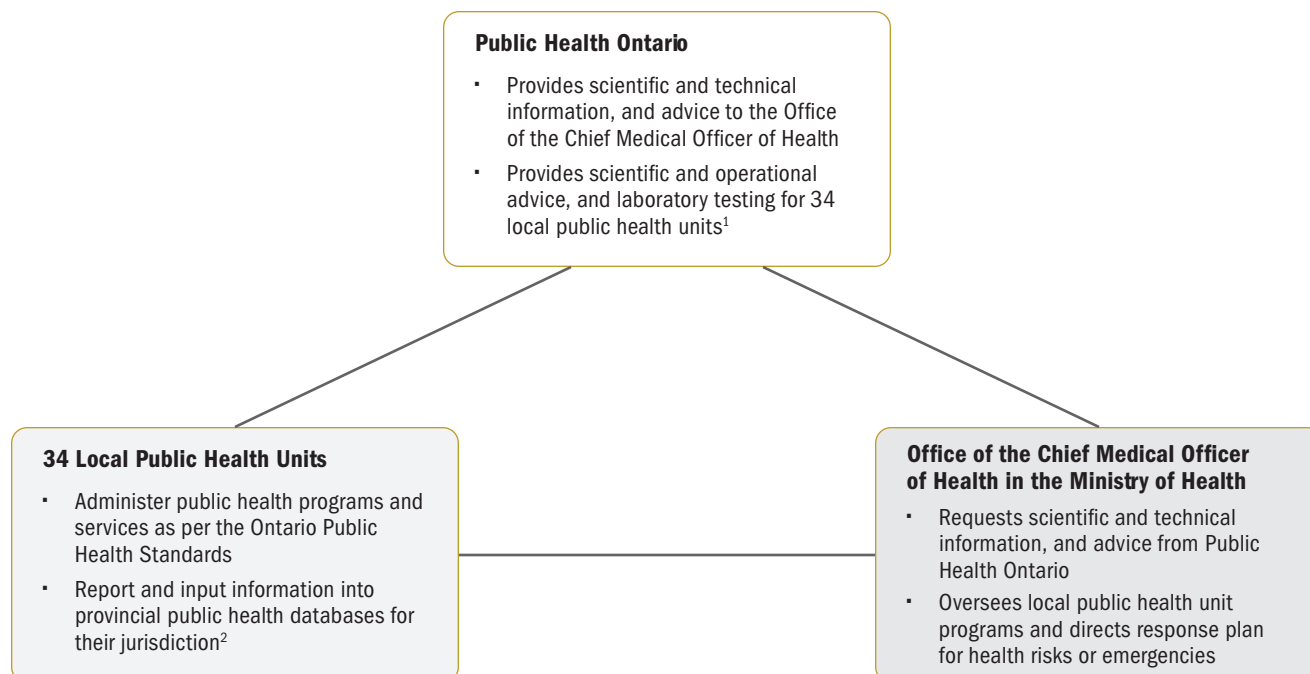 Public Health Ontario
▪ Provides scientific and technical
information, and advice to the Office
of the Chief Medical Officer of Health
▪ Provides scientific and operational
advice, and laboratory testing for 34
local public health units¹
34 Local Public Health Units
▪ Administer public health programs and
services as per the Ontario Public
Health Standards
▪ Report and input information into
provincial public health databases for
their jurisdiction²
Office of the Chief Medical Officer
of Health in the Ministry of Health
▪ Requests scientific and technical
information, and advice from Public
Health Ontario
▪ Oversees local public health unit
programs and directs response plan
for health risks or emergencies